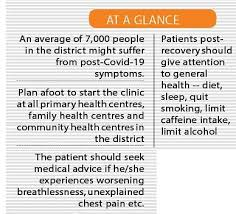 AT A GLANCE
An average of 7,000 people
in the district might suffer
from post-Covid-19
symptoms.
Plan afoot to start the clinic
at all primary health centres,
family health centres and
community health centres in
the district
The patient should seek
medical advice if he/she
experiences worsening
breathlessness, unexplained
chest pain etc.
Patients post-
recovery should
give attention
to general
health -- diet,
sleep, quit
smoking, limit
caffeine intake,
limit alcohol